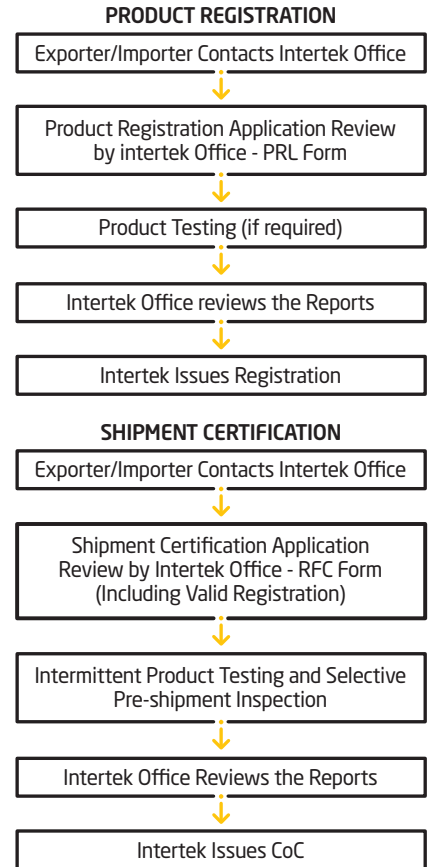 PRODUCT REGISTRATION
Exporter/Importer Contacts Intertek Office
Product Registration Application Review
by intertek Office - PRL Form
Product Testing (if required)
Intertek Office reviews the Reports
Intertek Issues Registration
SHIPMENT CERTIFICATION
Exporter/Importer Contacts Intertek Office
Shipment Certification Application
Review by Intertek Office - RFC Form
(Including Valid Registration)
Intermittent Product Testing and Selective
Pre-shipment Inspection
Intertek Office Reviews the Reports
Intertek Issues CoC